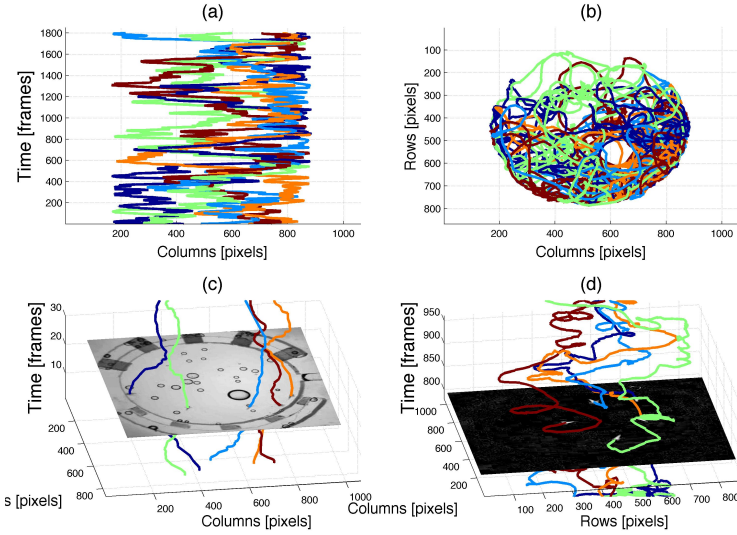 (a)
1800
1600
1400
1200
1000
800
600
400
200
Time [frames]
200 400 600 800 1000
Columns [pixels]
(b)
100
200
300
400
500
600
700
800
Rows [pixels]
200 400 600 800 1000
Columns [pixels]
(c)
30
20
10
Time [frames]
200
400
600
800
s [pixels]
200 400 600 800 1000
Columns [pixels]
(d)
950
900
850
800
Time [frames]
1000
800
600
400
200
Columns [pixels]
100 200 300 400 500 600 700 800
Rows [pixels]